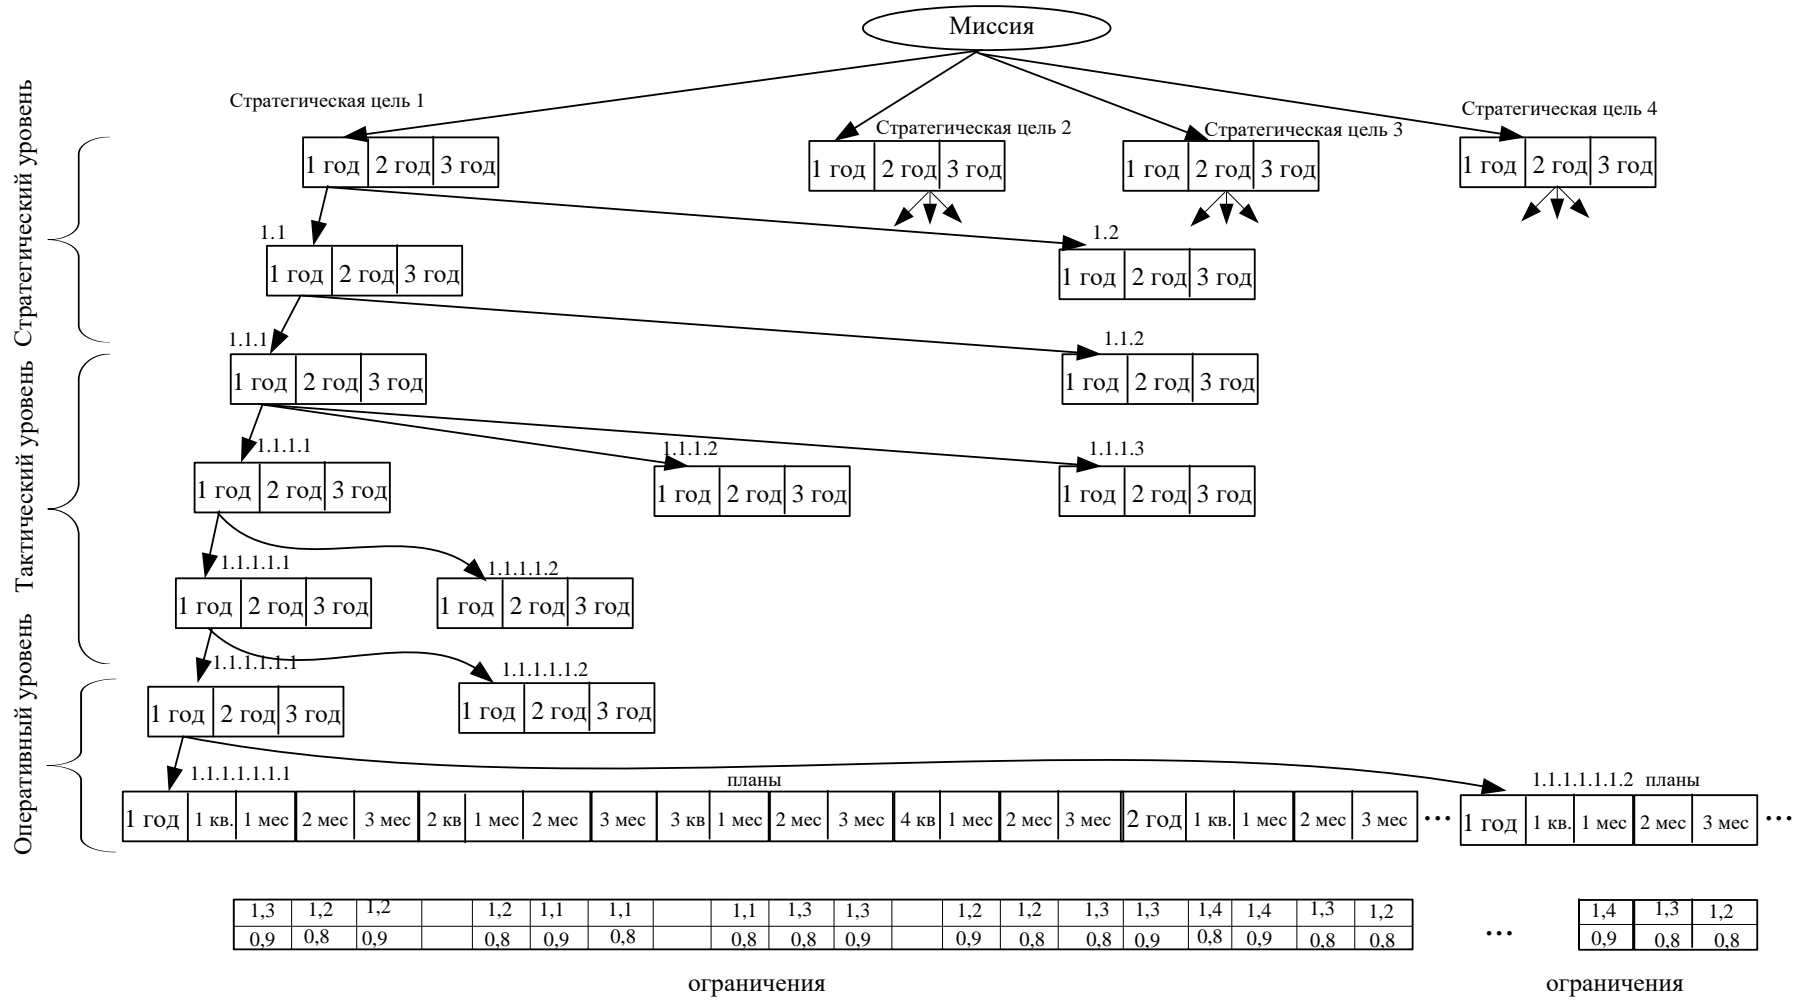 Миссия
Стратегическая цель 1
Стратегическая цель 2
Стратегическая цель 3
Стратегическая цель 4
1 год 2 год 3 год
1 год 2 год 3 год
1 год 2 год 3 год
1 год 2 год 3 год
Стратегический уровень
1.1
1.2
1 год 2 год 3 год
1 год 2 год 3 год
1.1.1
1.1.2
1 год 2 год 3 год
1 год 2 год 3 год
Тактический уровень
1.1.1.1
1.1.1.2
1.1.1.3
1 год 2 год 3 год
1 год 2 год 3 год
1 год 2 год 3 год
1.1.1.1.1
1.1.1.1.2
1 год 2 год 3 год
1 год 2 год 3 год
Оперативный уровень
1.1.1.1.1.1
1.1.1.1.1.2
1 год 2 год 3 год
1 год 2 год 3 год
1.1.1.1.1.1.1
планы
1.1.1.1.1.1.2 планы
1 год 1 кв. 1 мес 2 мес 3 мес 2 кв 1 мес 2 мес 3 мес 3 кв 1 мес 2 мес 3 мес 4 кв 1 мес 2 мес 3 мес 2 год 1 кв. 1 мес 2 мес 3 мес ... 1 год 1 кв. 1 мес 2 мес 3 мес ...
1,3 1,2 1,2 1,2 1,1 1,1 1,1 1,3 1,3 1,2 1,2 1,3 1,3 1,4 1,4 1,3 1,2 ... 1,4 1,3 1,2
0,9 0,8 0,9 0,8 0,9 0,8 0,8 0,8 0,9 0,9 0,8 0,8 0,9 0,8 0,9 0,8 0,8 0,9 0,8 0,8
ограничения
ограничения